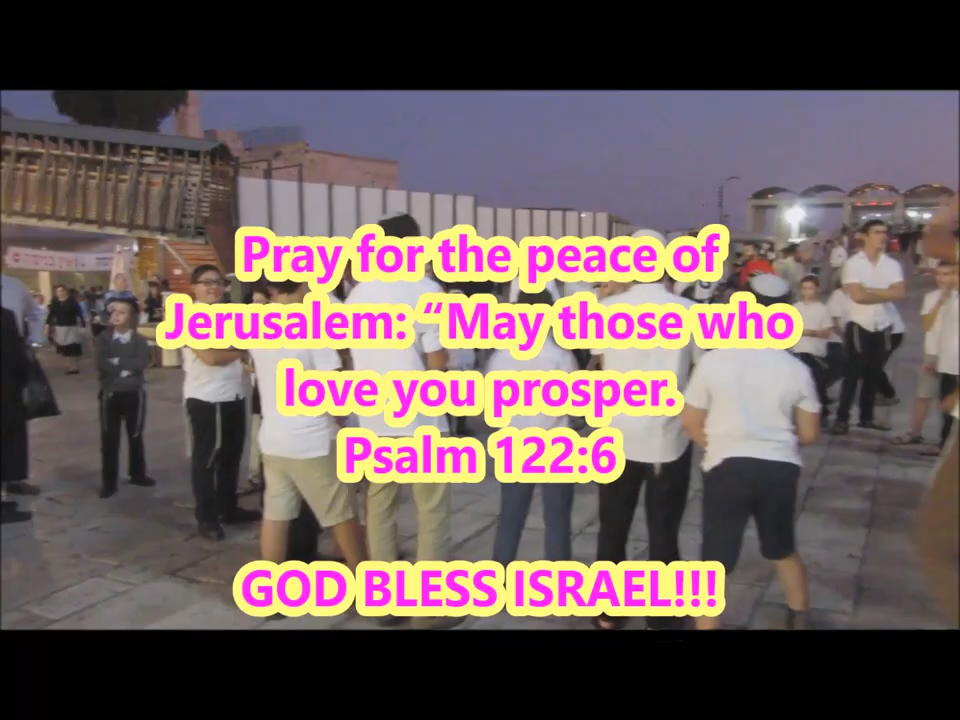 Pray for the peace of
Jerusalem: “May those who
love you prosper.
Psalm 122:6
GOD BLESS ISRAEL!!!